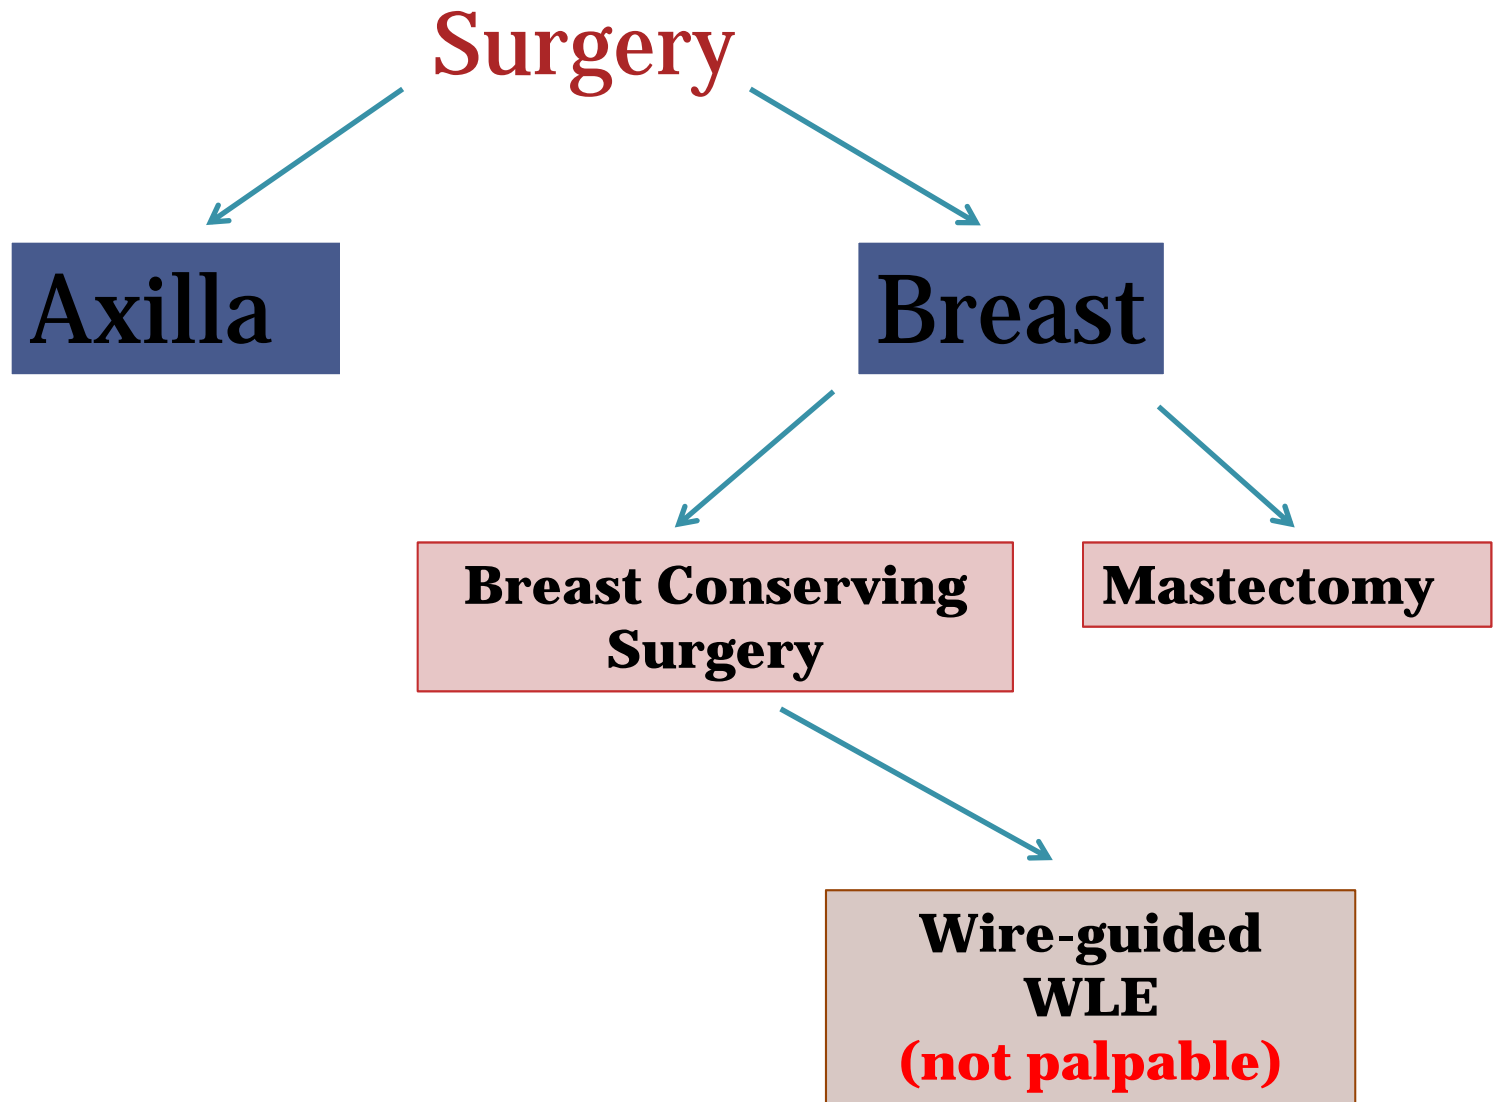 Surgery
Axilla
Breast
Breast Conserving
Surgery
Mastectomy
Wire-guided
WLE
(not palpable)